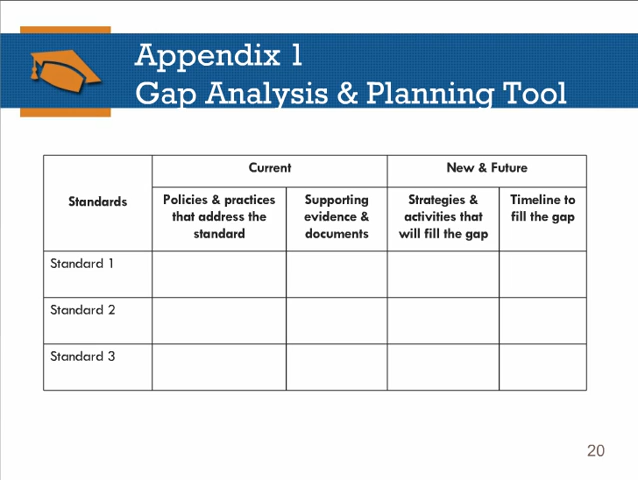 Appendix 1
Gap Analysis & Planning Tool
Current
New & Future
Standards
Policies & practices
that address the
standard
Supporting
evidence &
documents
Strategies &
activities that
will fill the gap
Timeline to
fill the gap
Standard 1
Standard 2
Standard 3
20